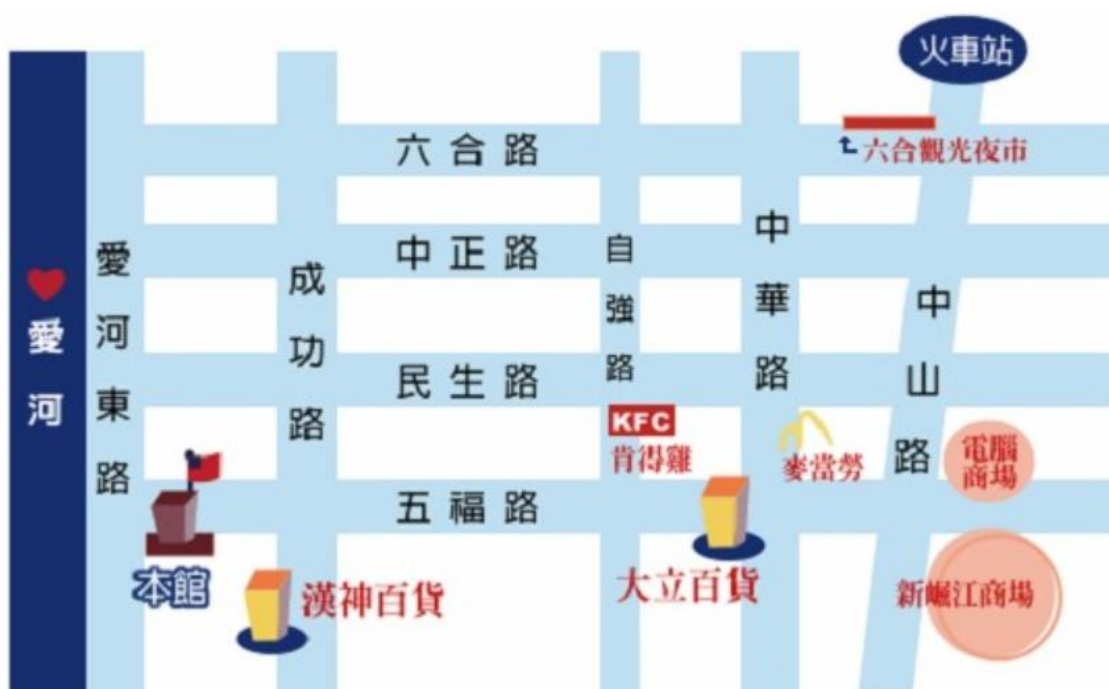 火車站
六合路
六合觀光夜市
中正路
愛河東路
成功路
自強路
中華路
中山路
愛河
民生路
KFC
肯得雞
麥當勞
電腦
商場
五福路
本館
漢神百貨
大立百貨
新崛江商場